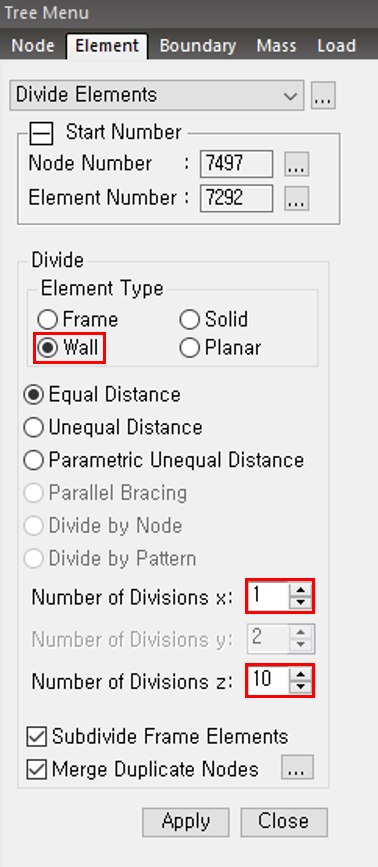 Tree Menu
Node Element Boundary Mass Load
Divide Elements ...
Start Number
Node Number : 7497 ...
Element Number : 7292 ...
Divide
Element Type
Frame Solid
Wall Planar
Equal Distance
Unequal Distance
Parametric Unequal Distance
Parallel Bracing
Divide by Node
Divide by Pattern
Number of Divisions x: 1
Number of Divisions y: 2
Number of Divisions z: 10
Subdivide Frame Elements
Merge Duplicate Nodes ...
Apply Close